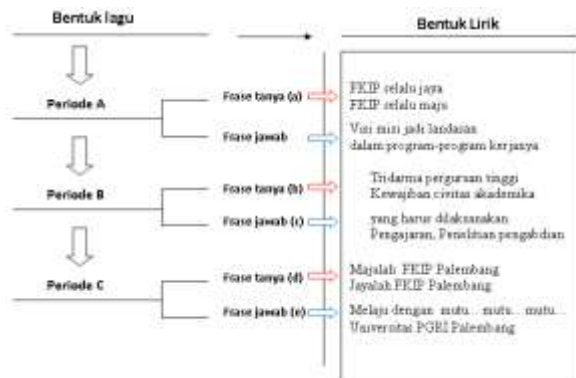 Bentuk lagu
Bentuk Lirik
Periode A
Frase tanya (a)
FKIP selalu jaya
FKIP selalu maju
Frase jawab
Visi misi jadi landasan
dalam program-program kerjanya
Periode B
Frase tanya (b)
Tridarma perguruan tinggi
Kewajiban civitas akademika
Frase jawab (c)
yang harus dilaksanakan
Pengajaran, Penelitian pengabdian
Periode C
Frase tanya (d)
Majulah FKIP Palembang
Jayalah FKIP Palembang
Frase jawab (e)
Melaju dengan mutu... mutu... mutu...
Universitas PGRI Palembang